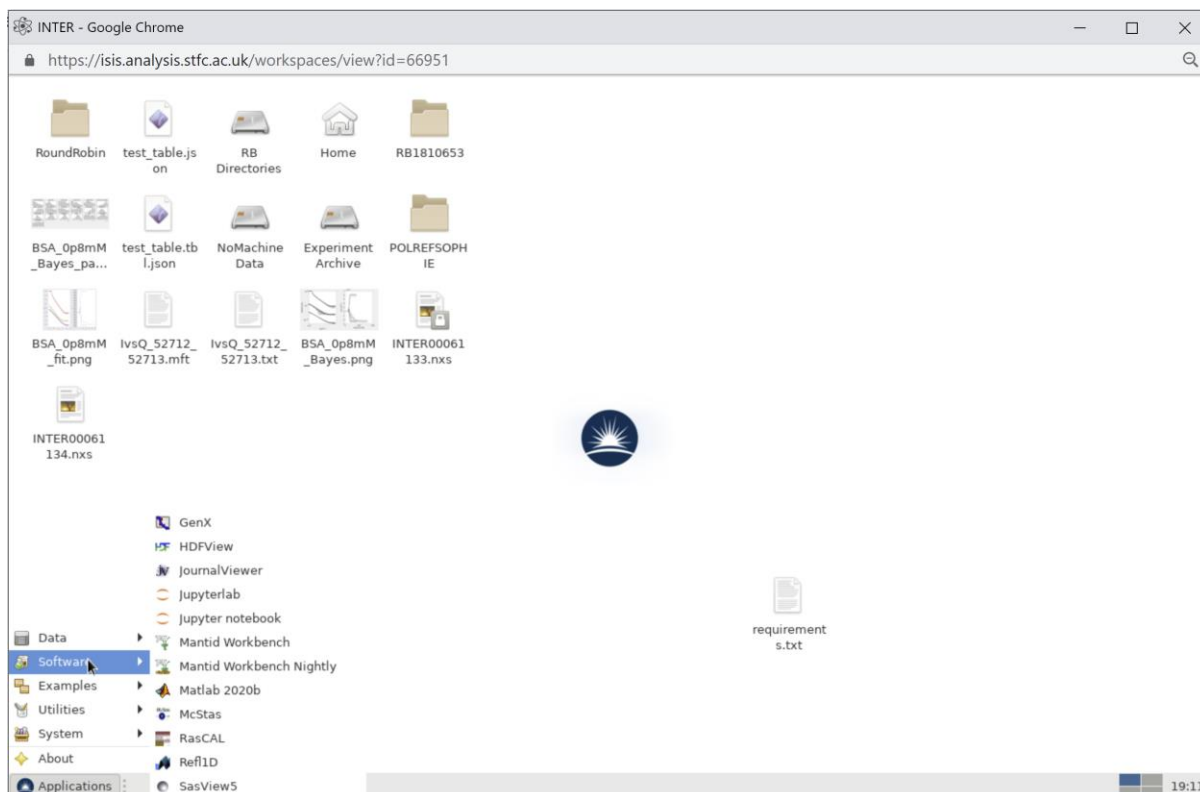 INTER - Google Chrome
https://isis.analysis.stfc.ac.uk/workspaces/view?id=66951
RoundRobin
test_table.js
on
RB
Directories
Home
RB1810653
BSA_0p8mM
_Bayes_pa...
test_table.tb
l.json
NoMachine
Data
Experiment
Archive
POLREFSOPH
IE
BSA_0p8mM
_fit.png
IvsQ_52712_
52713.mft
IvsQ_52712_
52713.txt
BSA_0p8mM
_Bayes.png
INTER00061
133.nxs
INTER00061
134.nxs
requirement
s.txt
Data
Software
Examples
Utilities
System
About
Applications
GenX
HDFView
JournalViewer
Jupyterlab
Jupyter notebook
Mantid Workbench
Mantid Workbench Nightly
Matlab 2020b
McStas
RasCAL
Refl1D
SasView5